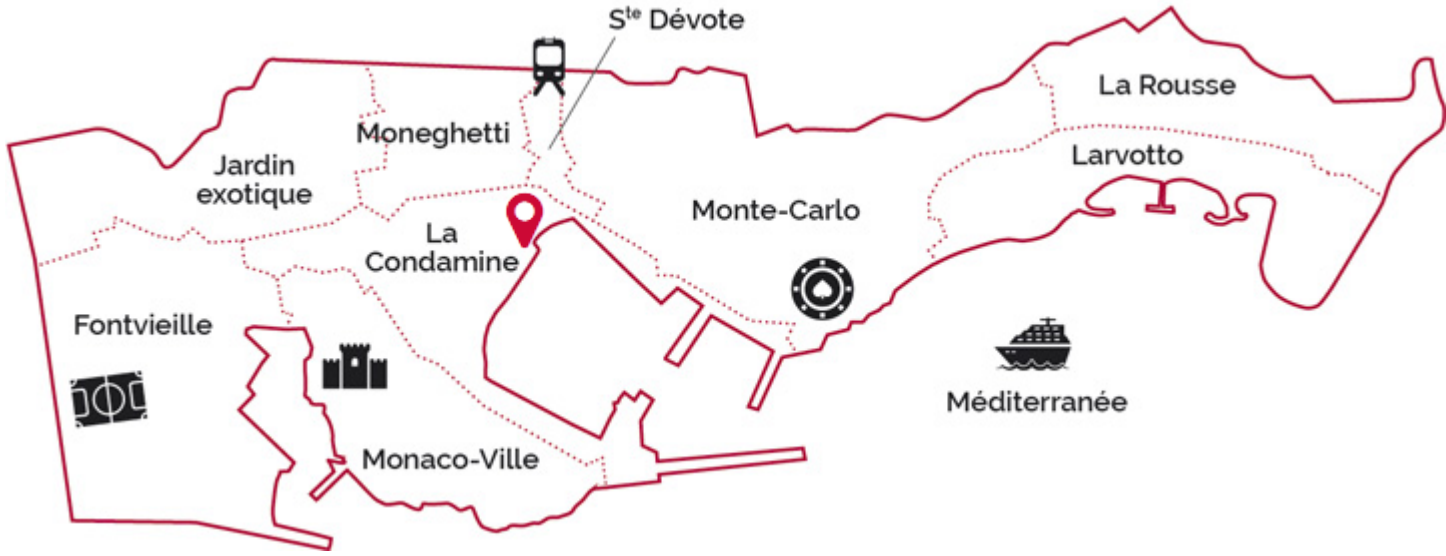 Sᵗᵉ Dévote
La Rousse
Moneghetti
Larvotto
Jardin
exotique
Monte-Carlo
La
Condamine
Fontvieille
Méditerranée
Monaco-Ville